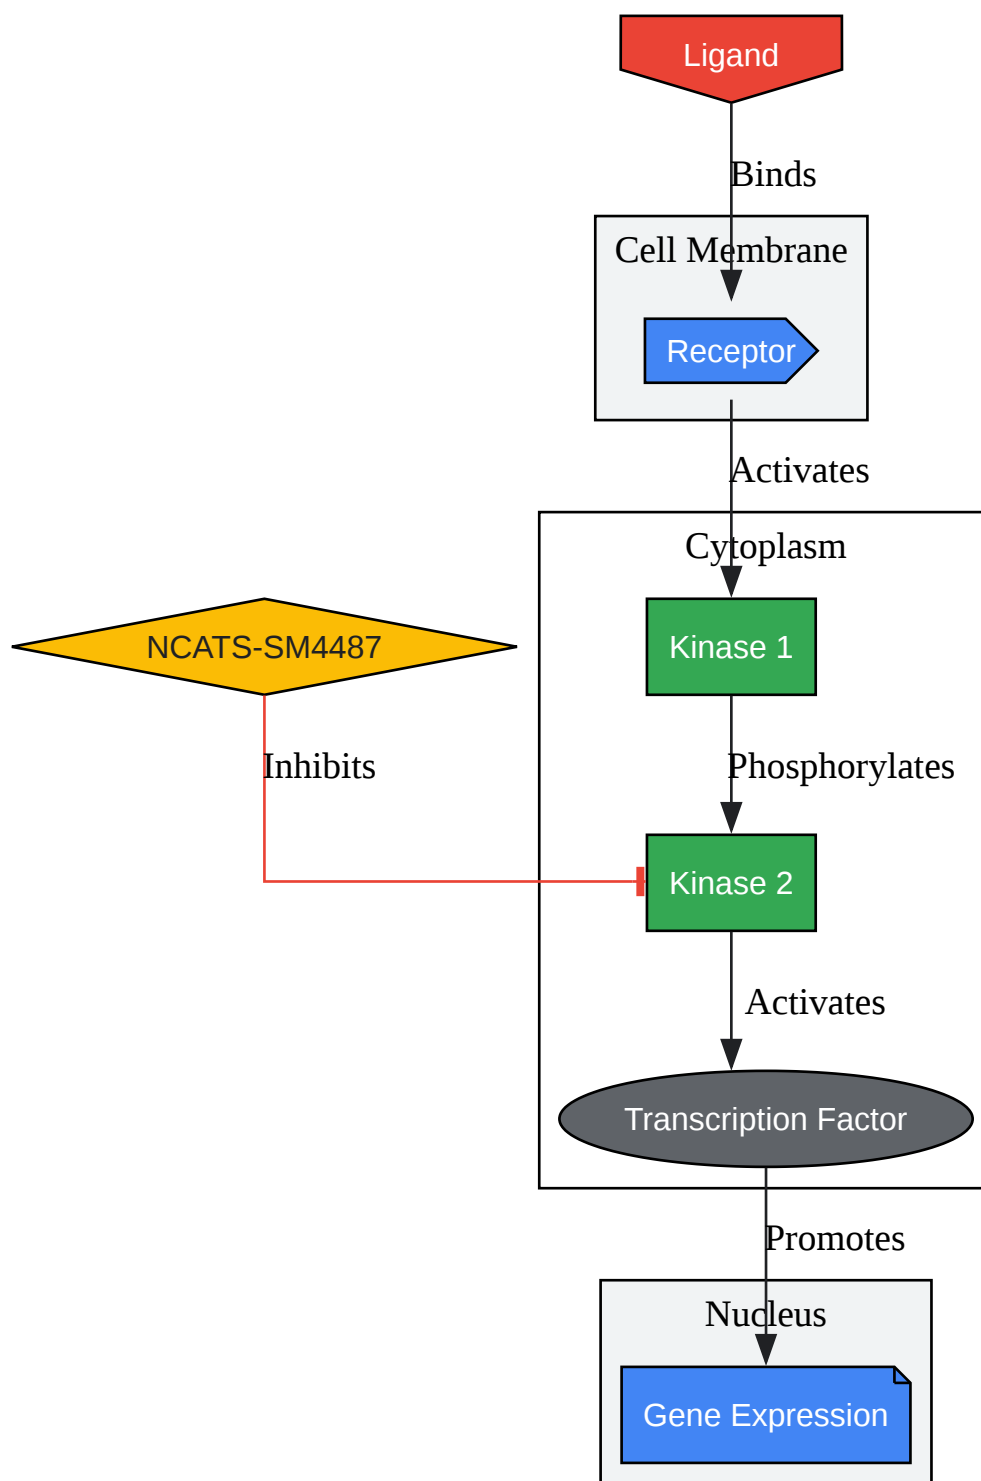 Ligand
Binds
Cell Membrane
Receptor
Activates
Cytoplasm
NCATS-SM4487
Kinase 1
Inhibits
Phosphorylates
Kinase 2
Activates
Transcription Factor
Promotes
Nucleus
Gene Expression